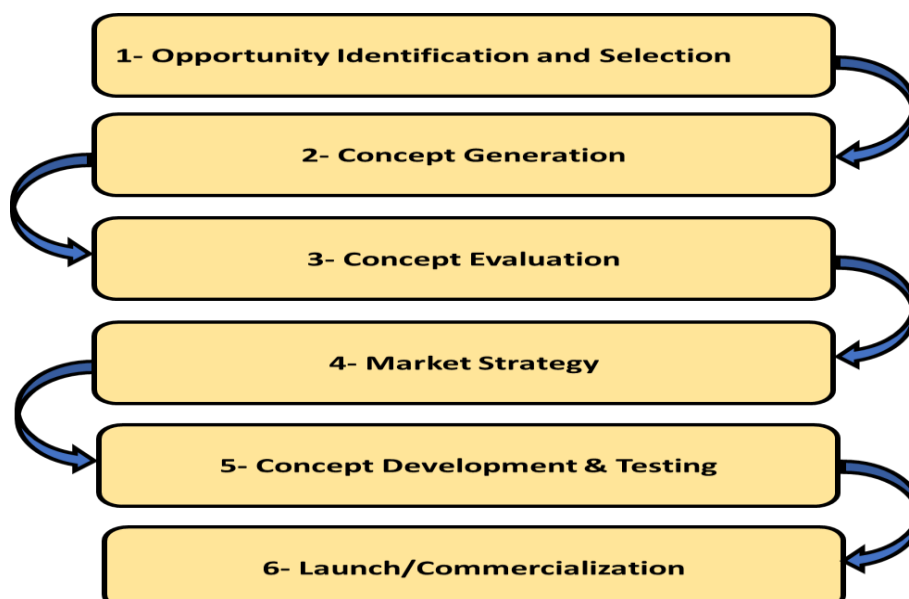 1- Opportunity Identification and Selection
2- Concept Generation
3- Concept Evaluation
4- Market Strategy
5- Concept Development & Testing
6- Launch/Commercialization